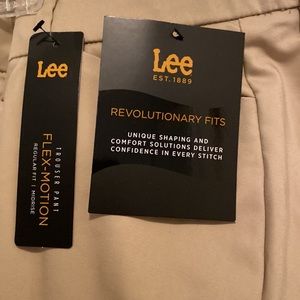 Lee
TROUSER PANT
FLEX-MOTION
REGULAR FIT | MIDRISE
Lee
EST. 1889
REVOLUTIONARY FITS
UNIQUE SHAPING AND
COMFORT SOLUTIONS DELIVER
CONFIDENCE IN EVERY STITCH